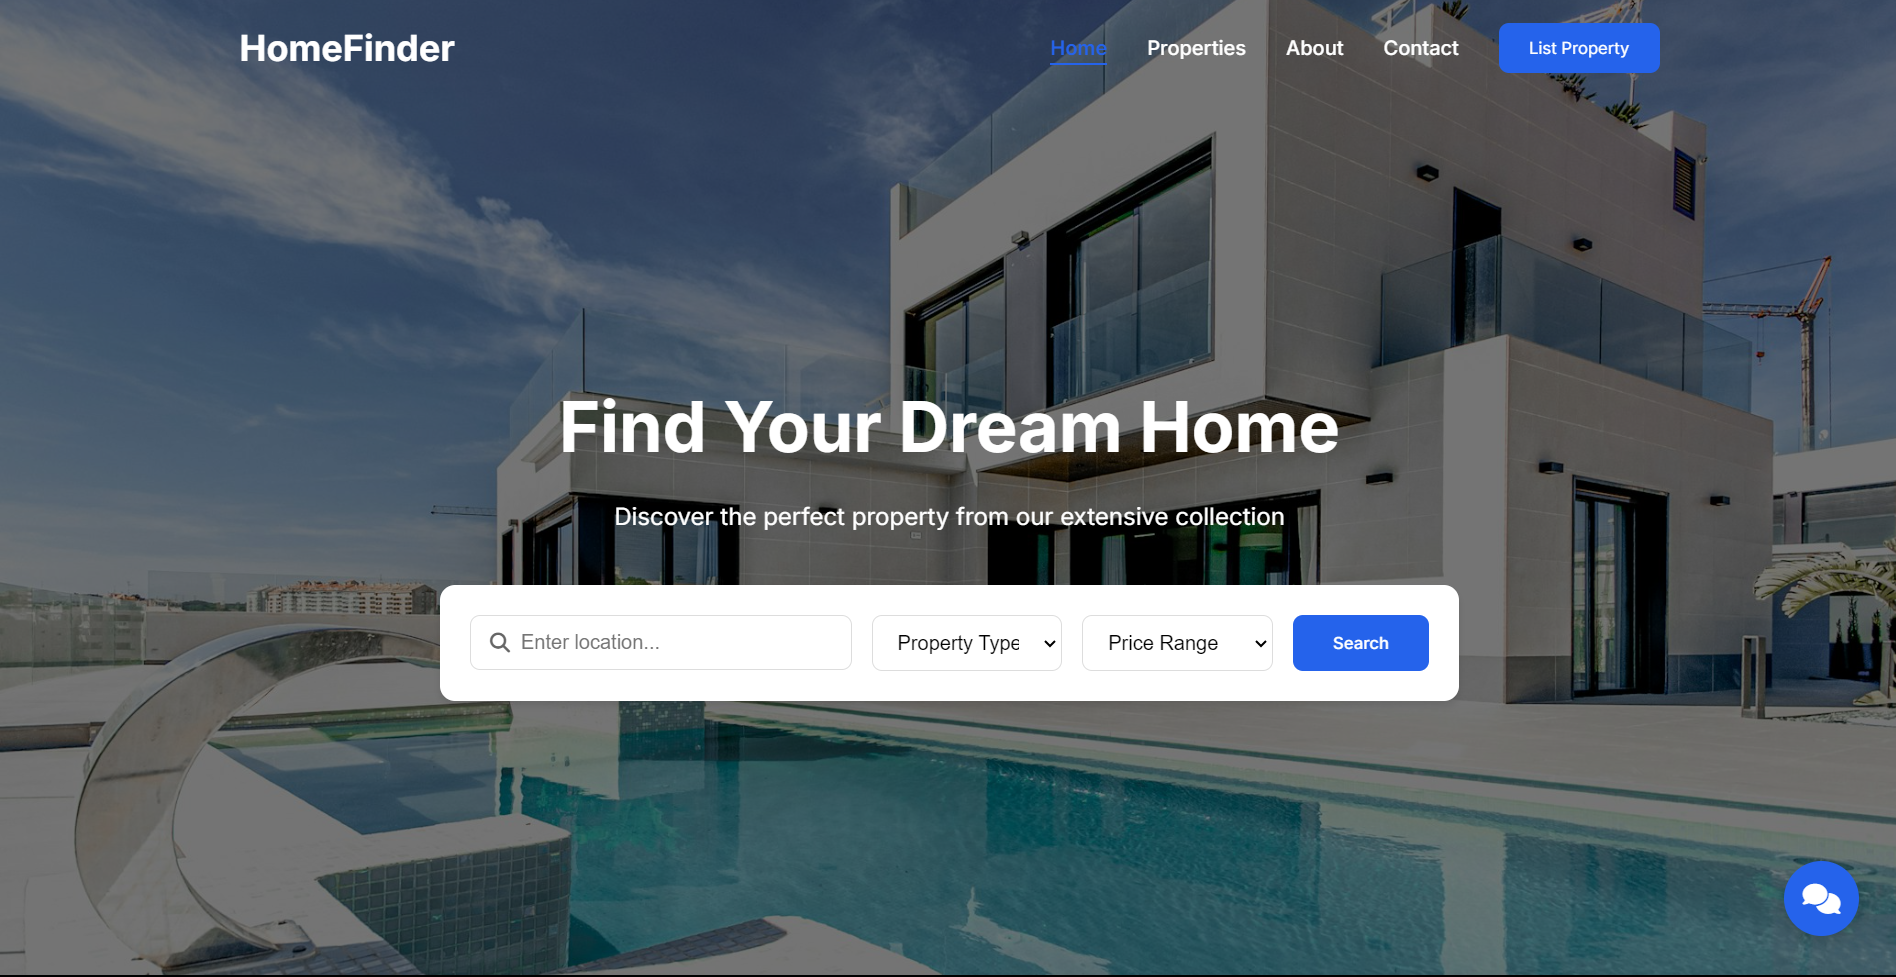 HomeFinder
Home
Properties
About
Contact
List Property
Find Your Dream Home
Discover the perfect property from our extensive collection
Enter location...
Property Type
Price Range
Search